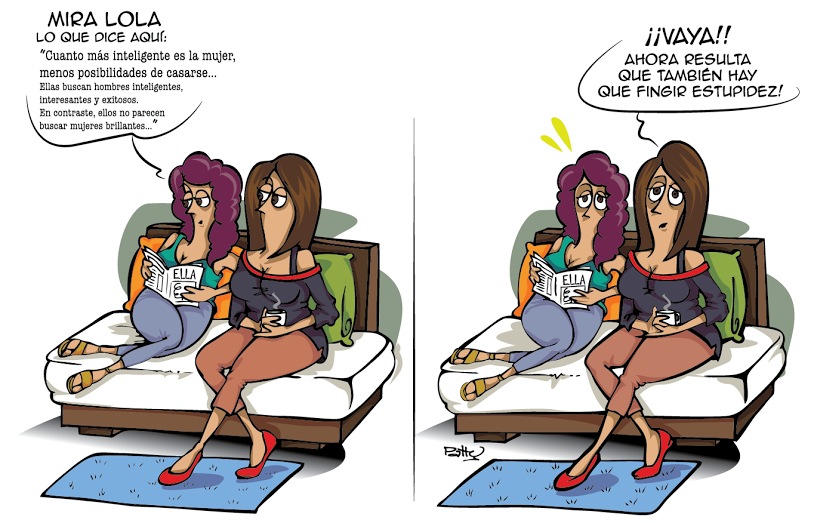 MIRA LOLA
LO QUE DICE AQUÍ:
"Cuanto más inteligente es la mujer,
menos posibilidades de casarse...
Ellas buscan hombres inteligentes,
interesantes y exitosos.
En contraste, ellos no parecen
buscar mujeres brillantes..."
ELLA
¡¡VAYA!!
AHORA RESULTA
QUE TAMBIÉN HAY
QUE FINGIR ESTUPIDEZ!
ELLA